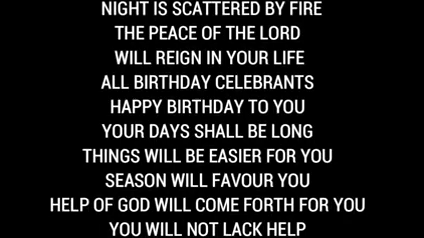 NIGHT IS SCATTERED BY FIRE
THE PEACE OF THE LORD
WILL REIGN IN YOUR LIFE
ALL BIRTHDAY CELEBRANTS
HAPPY BIRTHDAY TO YOU
YOUR DAYS SHALL BE LONG
THINGS WILL BE EASIER FOR YOU
SEASON WILL FAVOUR YOU
HELP OF GOD WILL COME FORTH FOR YOU
YOU WILL NOT LACK HELP